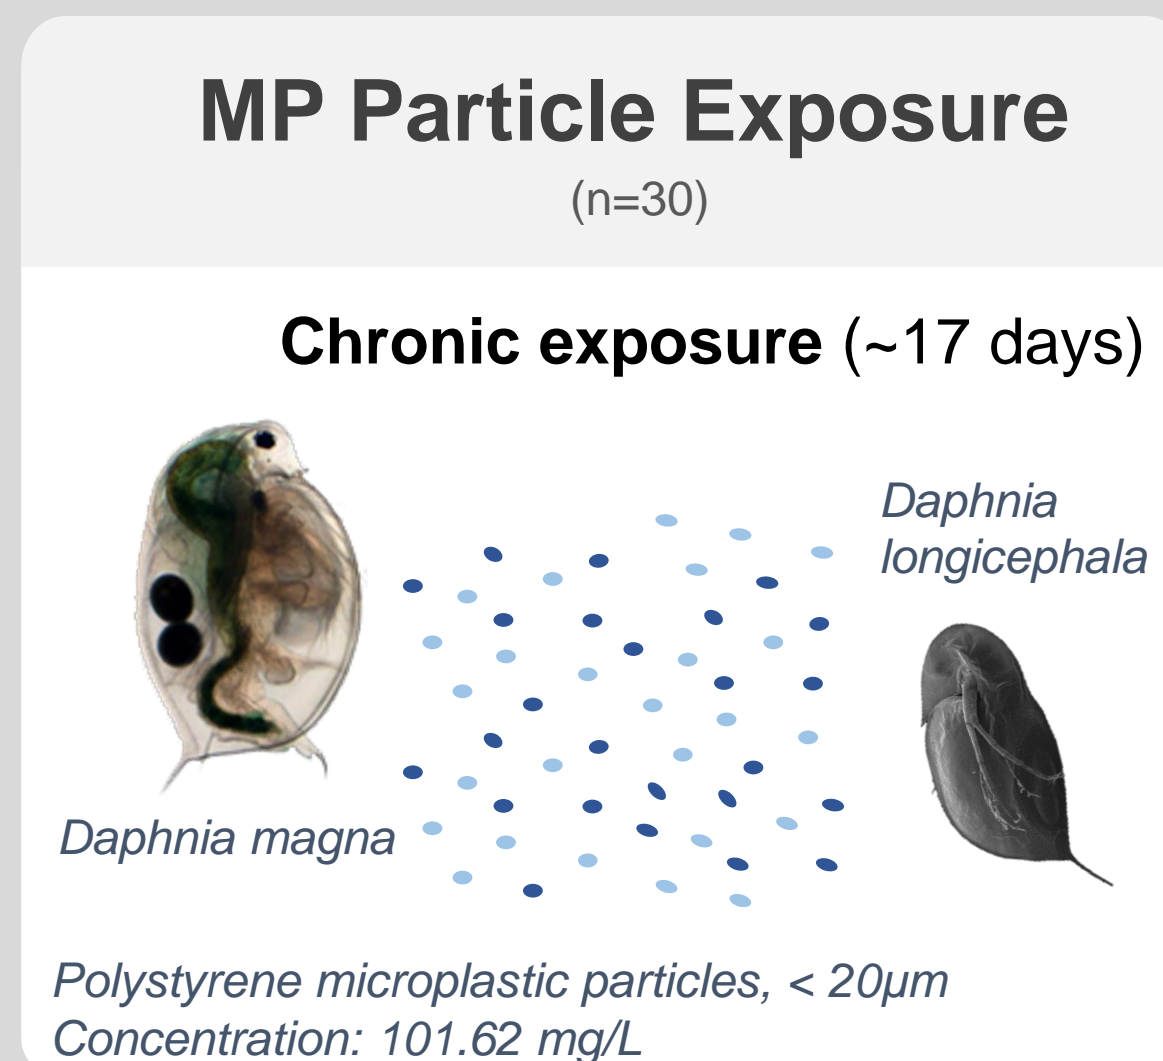 MP Particle Exposure
(n=30)
Chronic exposure (~17 days)
Daphnia
longicephala
Daphnia magna
Polystyrene microplastic particles, < 20µm
Concentration: 101.62 mg/L